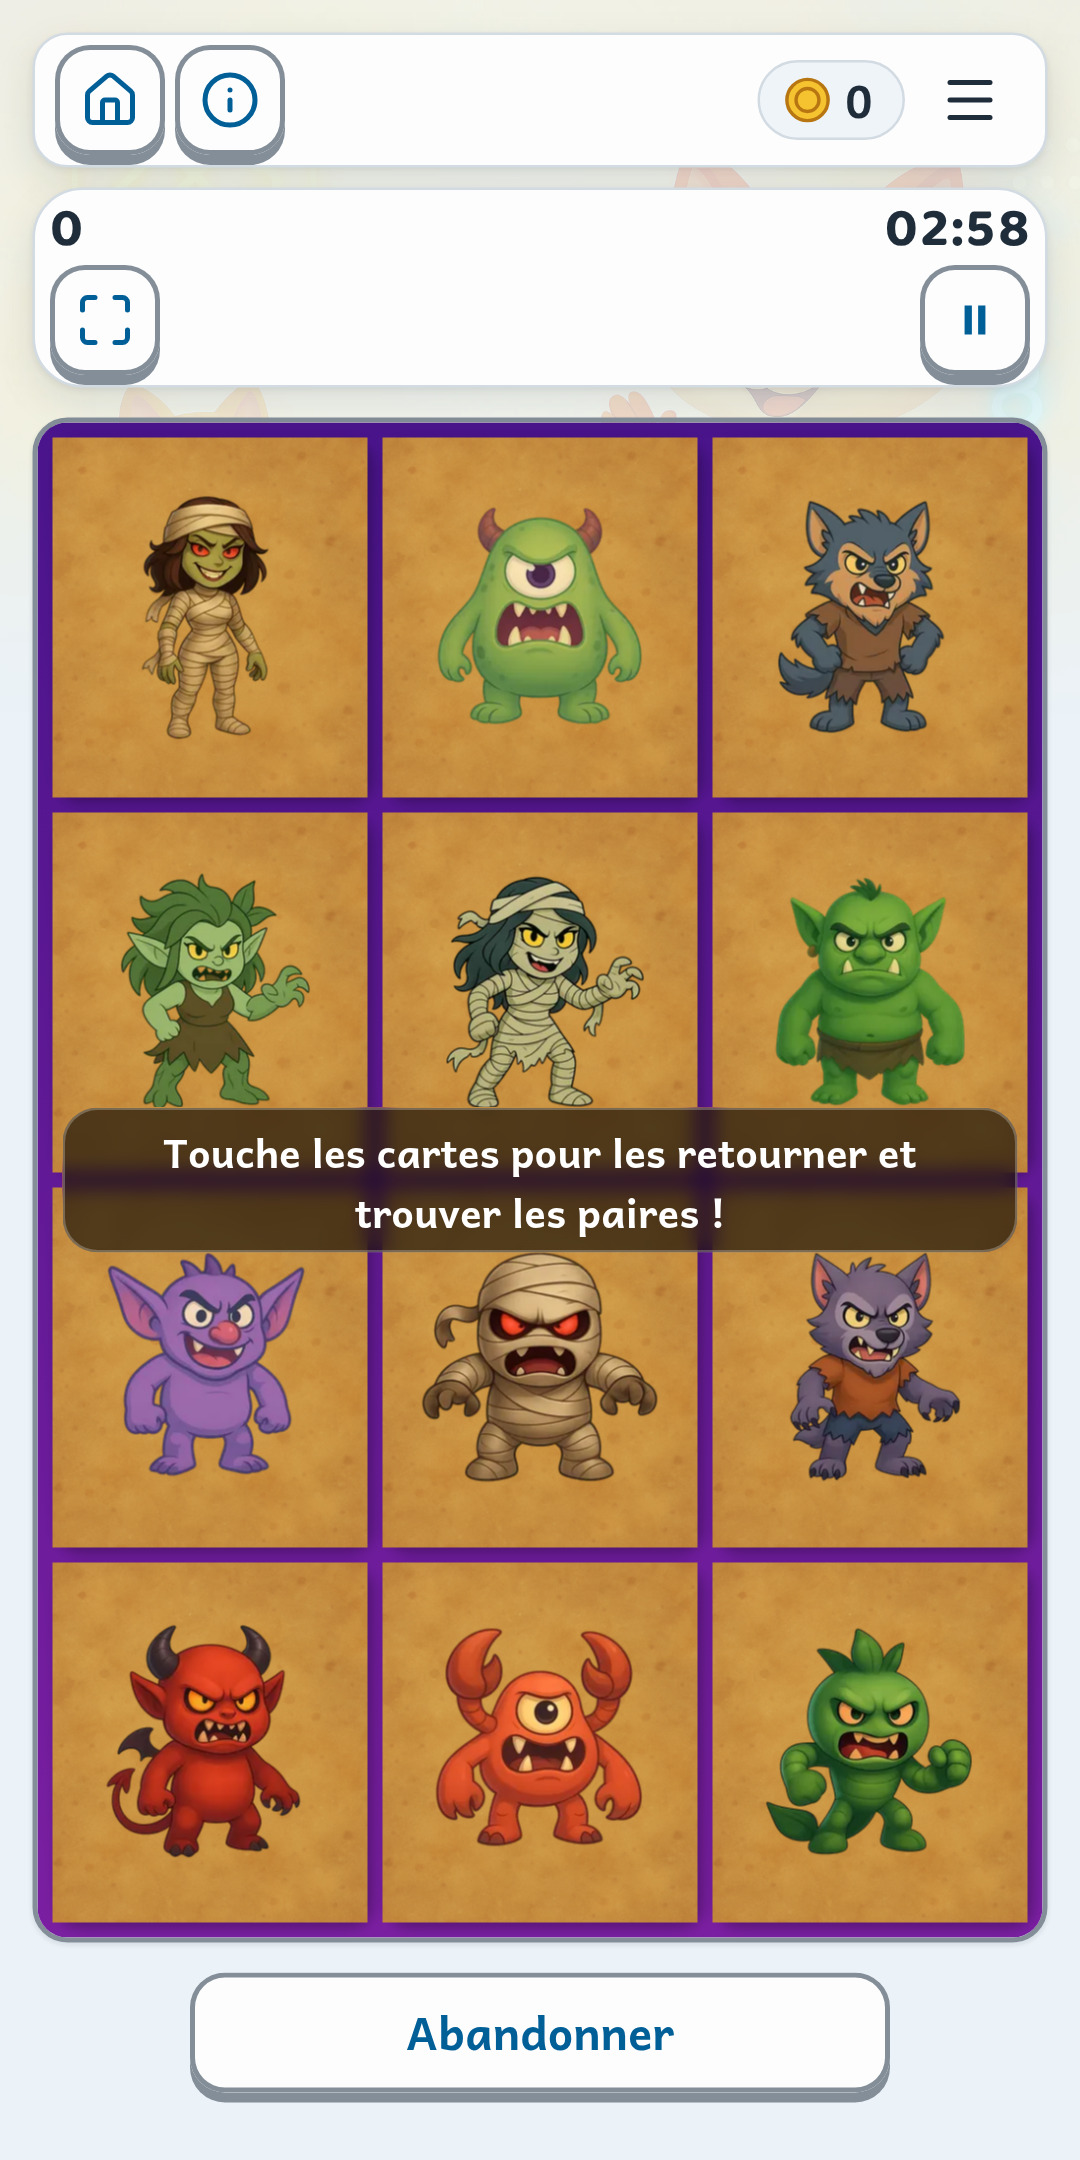 0
0
02:58
Touche les cartes pour les retourner et
trouver les paires !
Abandonner